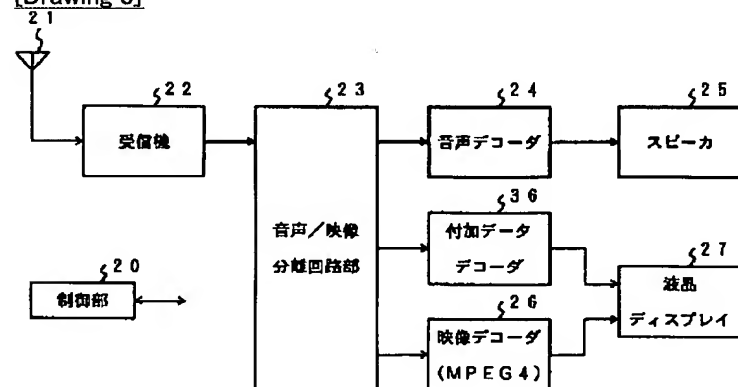 [Drawing 6]
21
22
23
24
25
受信機
音声デコーダ
スピーカ
36
音声／映像
分離回路部
付加データ
デコーダ
27
20
制御部
液晶
ディスプレイ
26
映像デコーダ
(MPEG4)